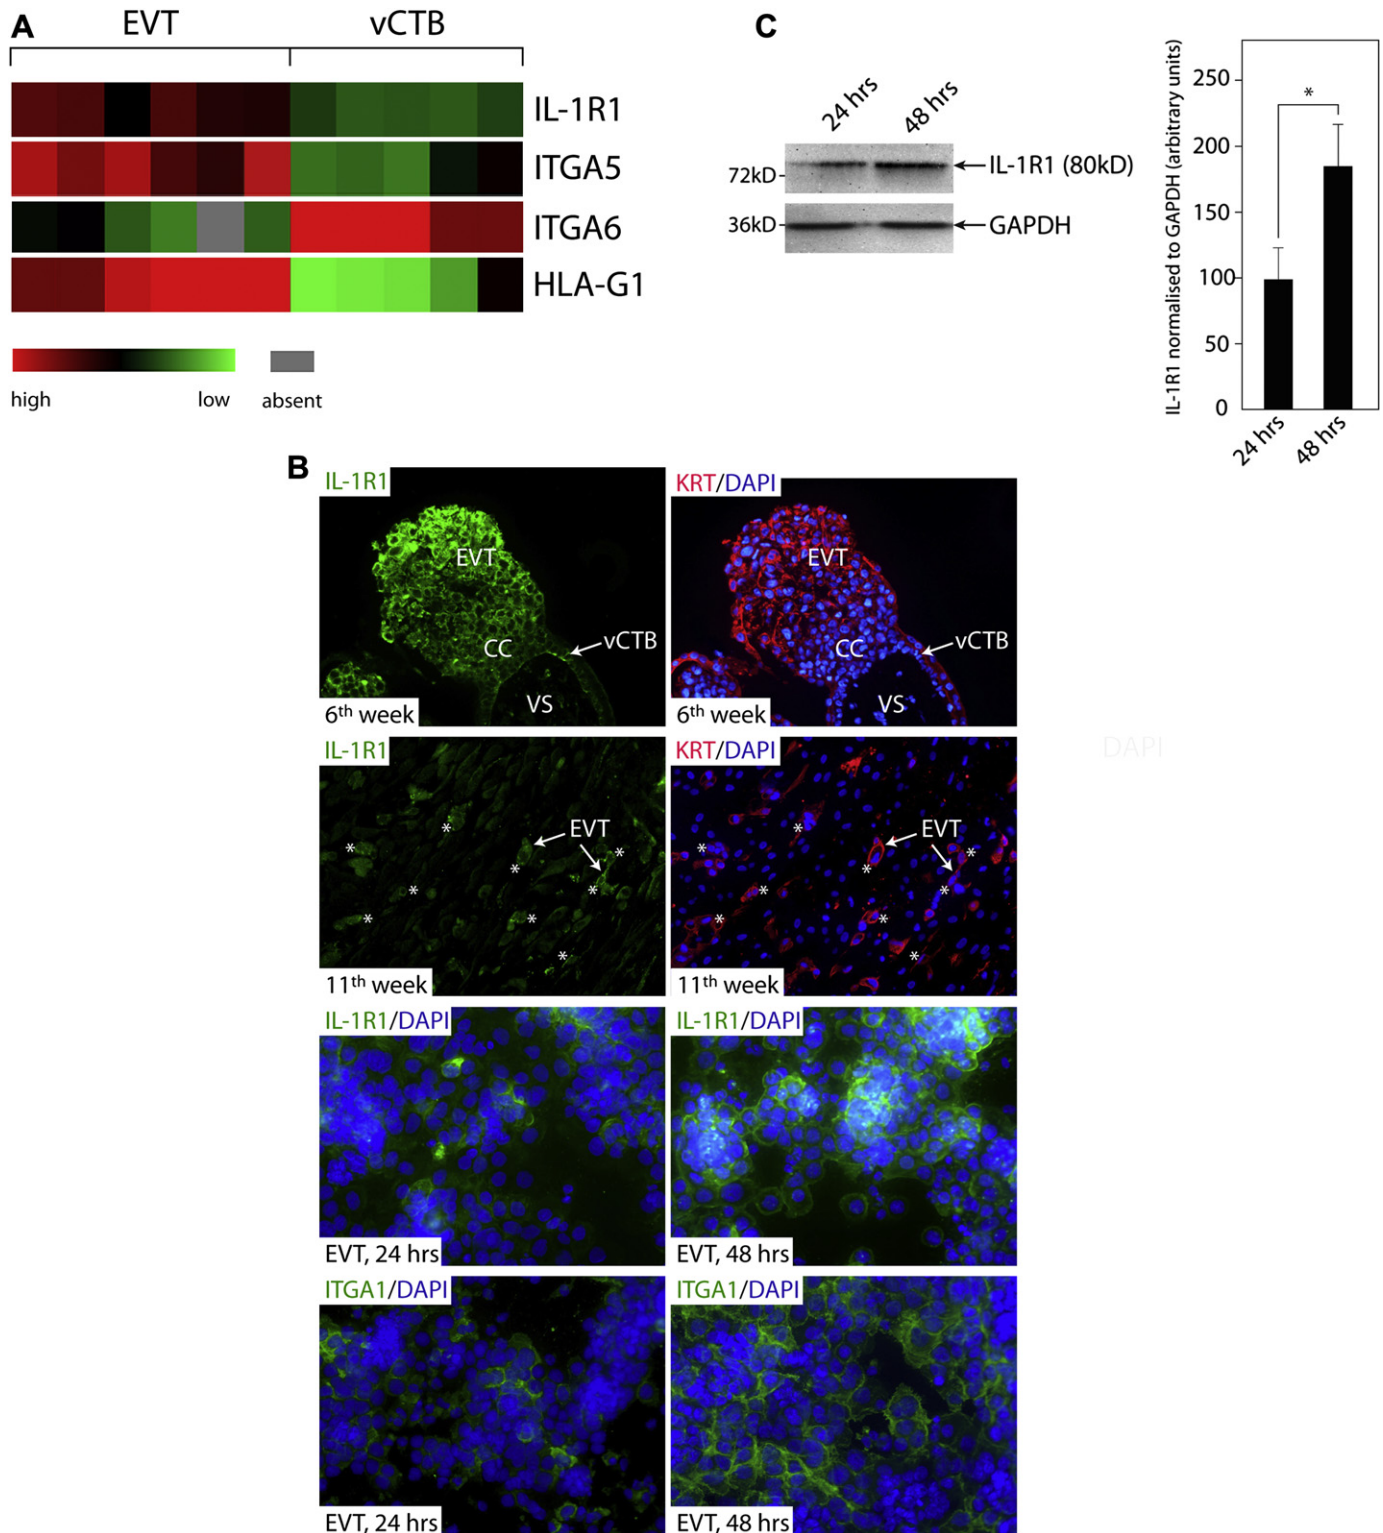 A
EVT vCTB
IL-1R1
ITGA5
ITGA6
HLA-G1
high low absent
C
24 hrs 48 hrs
72kD IL-1R1 (80kD)
36kD GAPDH
IL-1R1 normalised to GAPDH (arbitrary units)
250
200
150
100
50
0
*
24 hrs 48 hrs
B
IL-1R1 KRT/DAPI
EVT EVT
CC vCTB CC vCTB
VS VS
6th week 6th week
IL-1R1 KRT/DAPI
DAPI
EVT EVT
* * * * * * * * *
* * * * * * * * *
11th week 11th week
IL-1R1/DAPI IL-1R1/DAPI
EVT, 24 hrs EVT, 48 hrs
ITGA1/DAPI ITGA1/DAPI
EVT, 24 hrs EVT, 48 hrs